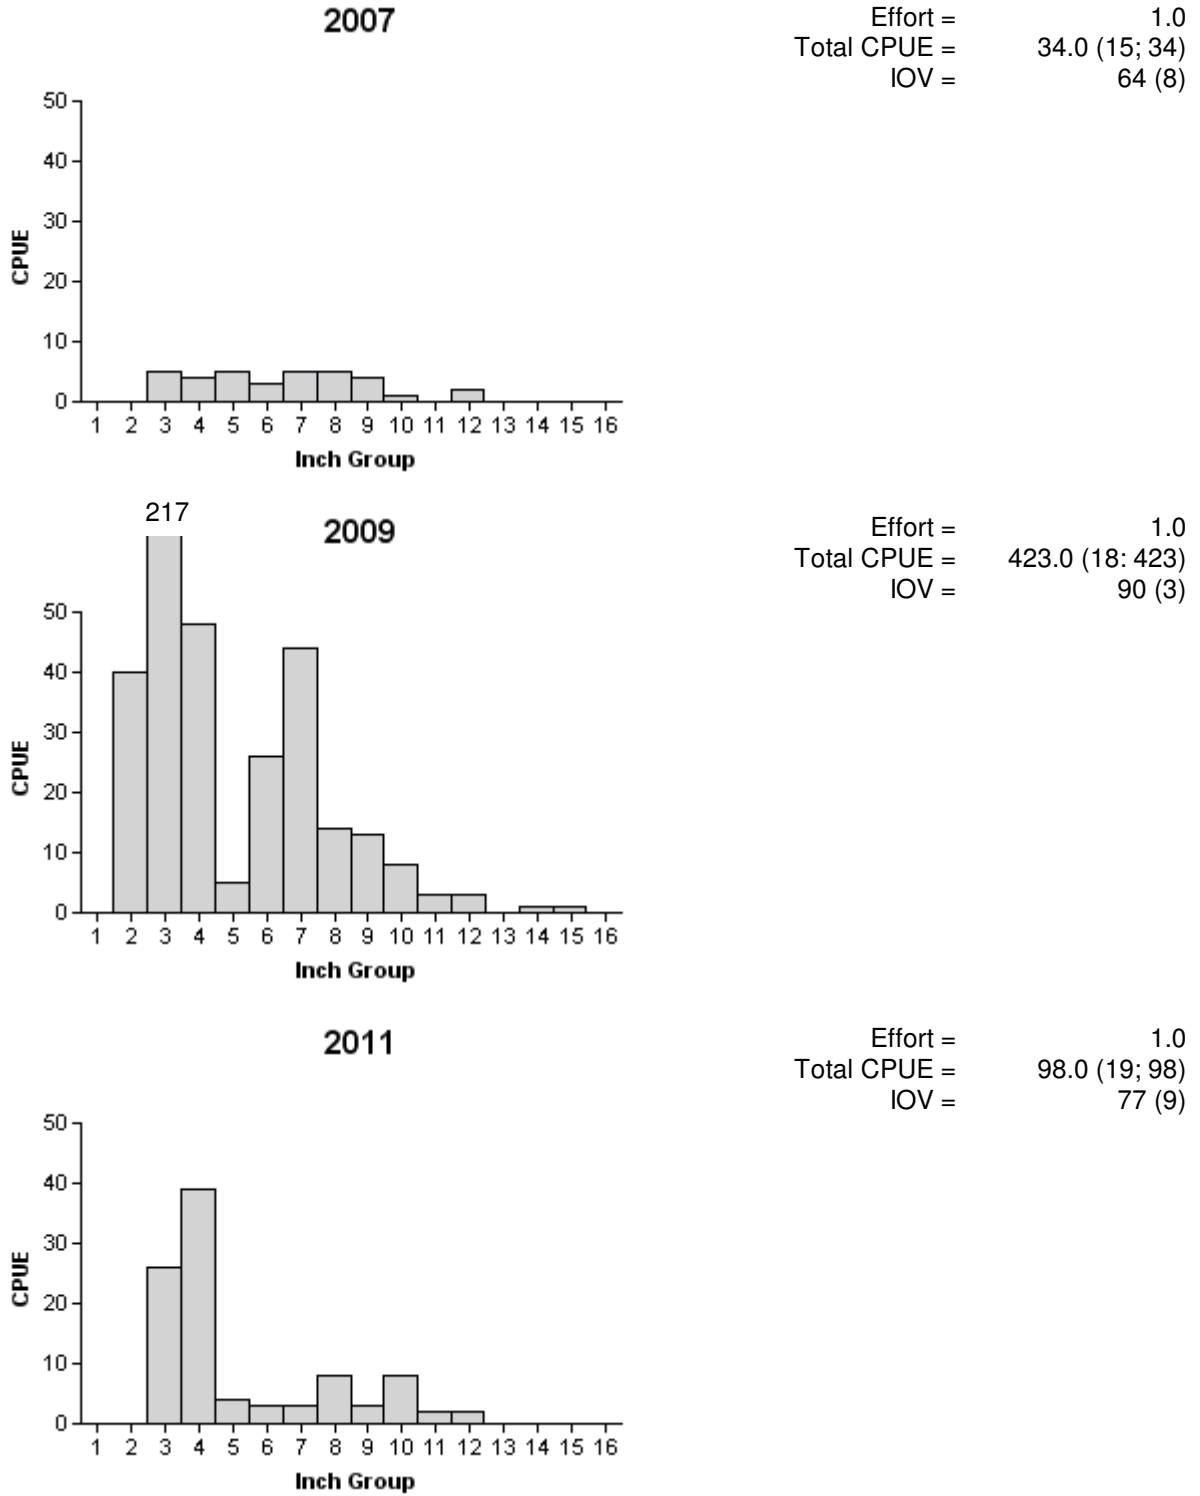 2007
Effort = 1.0
Total CPUE = 34.0 (15; 34)
IOV = 64 (8)
50
40
30
20
10
0
CPUE
1 2 3 4 5 6 7 8 9 10 11 12 13 14 15 16
Inch Group
217
2009
Effort = 1.0
Total CPUE = 423.0 (18: 423)
IOV = 90 (3)
50
40
30
20
10
0
CPUE
1 2 3 4 5 6 7 8 9 10 11 12 13 14 15 16
Inch Group
2011
Effort = 1.0
Total CPUE = 98.0 (19; 98)
IOV = 77 (9)
50
40
30
20
10
0
CPUE
1 2 3 4 5 6 7 8 9 10 11 12 13 14 15 16
Inch Group